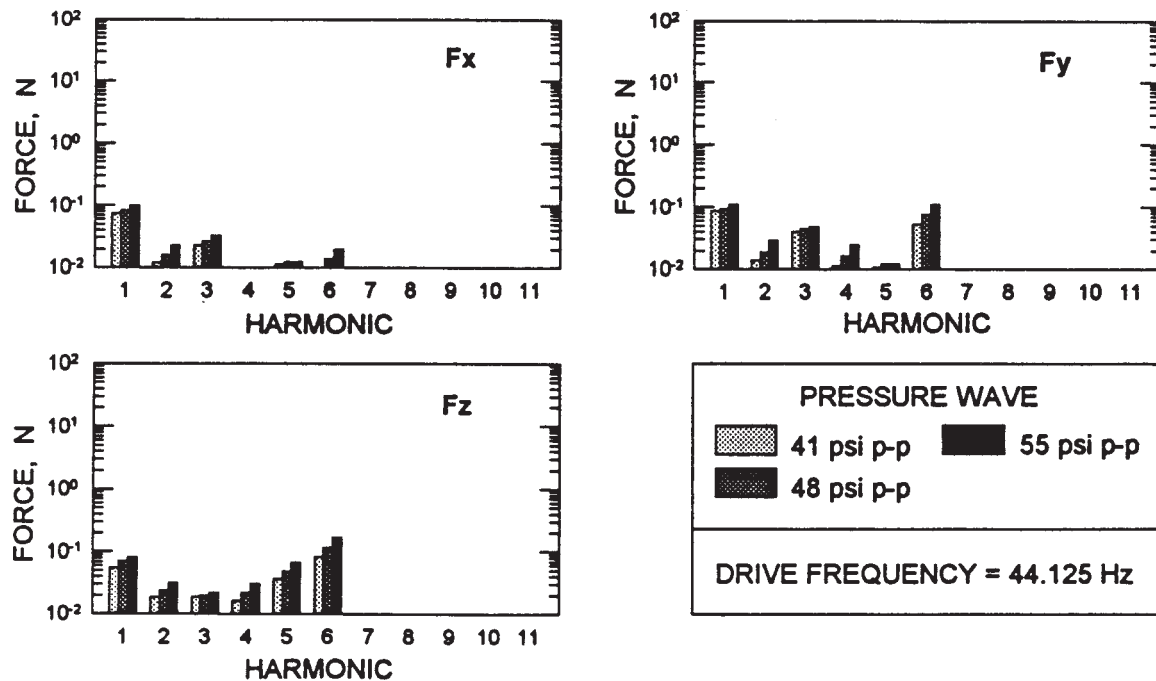 Fx
FORCE, N
10²
10¹
10⁰
10⁻¹
10⁻²
1 2 3 4 5 6 7 8 9 10 11
HARMONIC
Fy
FORCE, N
10²
10¹
10⁰
10⁻¹
10⁻²
1 2 3 4 5 6 7 8 9 10 11
HARMONIC
Fz
FORCE, N
10²
10¹
10⁰
10⁻¹
10⁻²
1 2 3 4 5 6 7 8 9 10 11
HARMONIC
PRESSURE WAVE
41 psi p-p 55 psi p-p
48 psi p-p
DRIVE FREQUENCY = 44.125 Hz